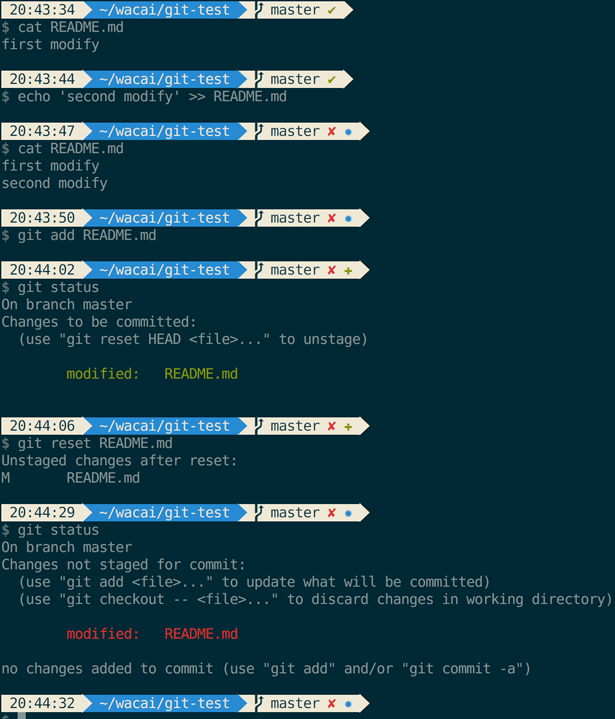 20:43:34 ~/wacai/git-test master ✔
$ cat README.md
first modify
20:43:44 ~/wacai/git-test master ✔
$ echo 'second modify' >> README.md
20:43:47 ~/wacai/git-test master ✘ ●
$ cat README.md
first modify
second modify
20:43:50 ~/wacai/git-test master ✘ ●
$ git add README.md
20:44:02 ~/wacai/git-test master ✘ ✚
$ git status
On branch master
Changes to be committed:
  (use "git reset HEAD <file>..." to unstage)
        modified:   README.md
20:44:06 ~/wacai/git-test master ✘ ✚
$ git reset README.md
Unstaged changes after reset:
M       README.md
20:44:29 ~/wacai/git-test master ✘ ●
$ git status
On branch master
Changes not staged for commit:
  (use "git add <file>..." to update what will be committed)
  (use "git checkout -- <file>..." to discard changes in working directory)
        modified:   README.md
no changes added to commit (use "git add" and/or "git commit -a")
20:44:32 ~/wacai/git-test master ✘ ●
$